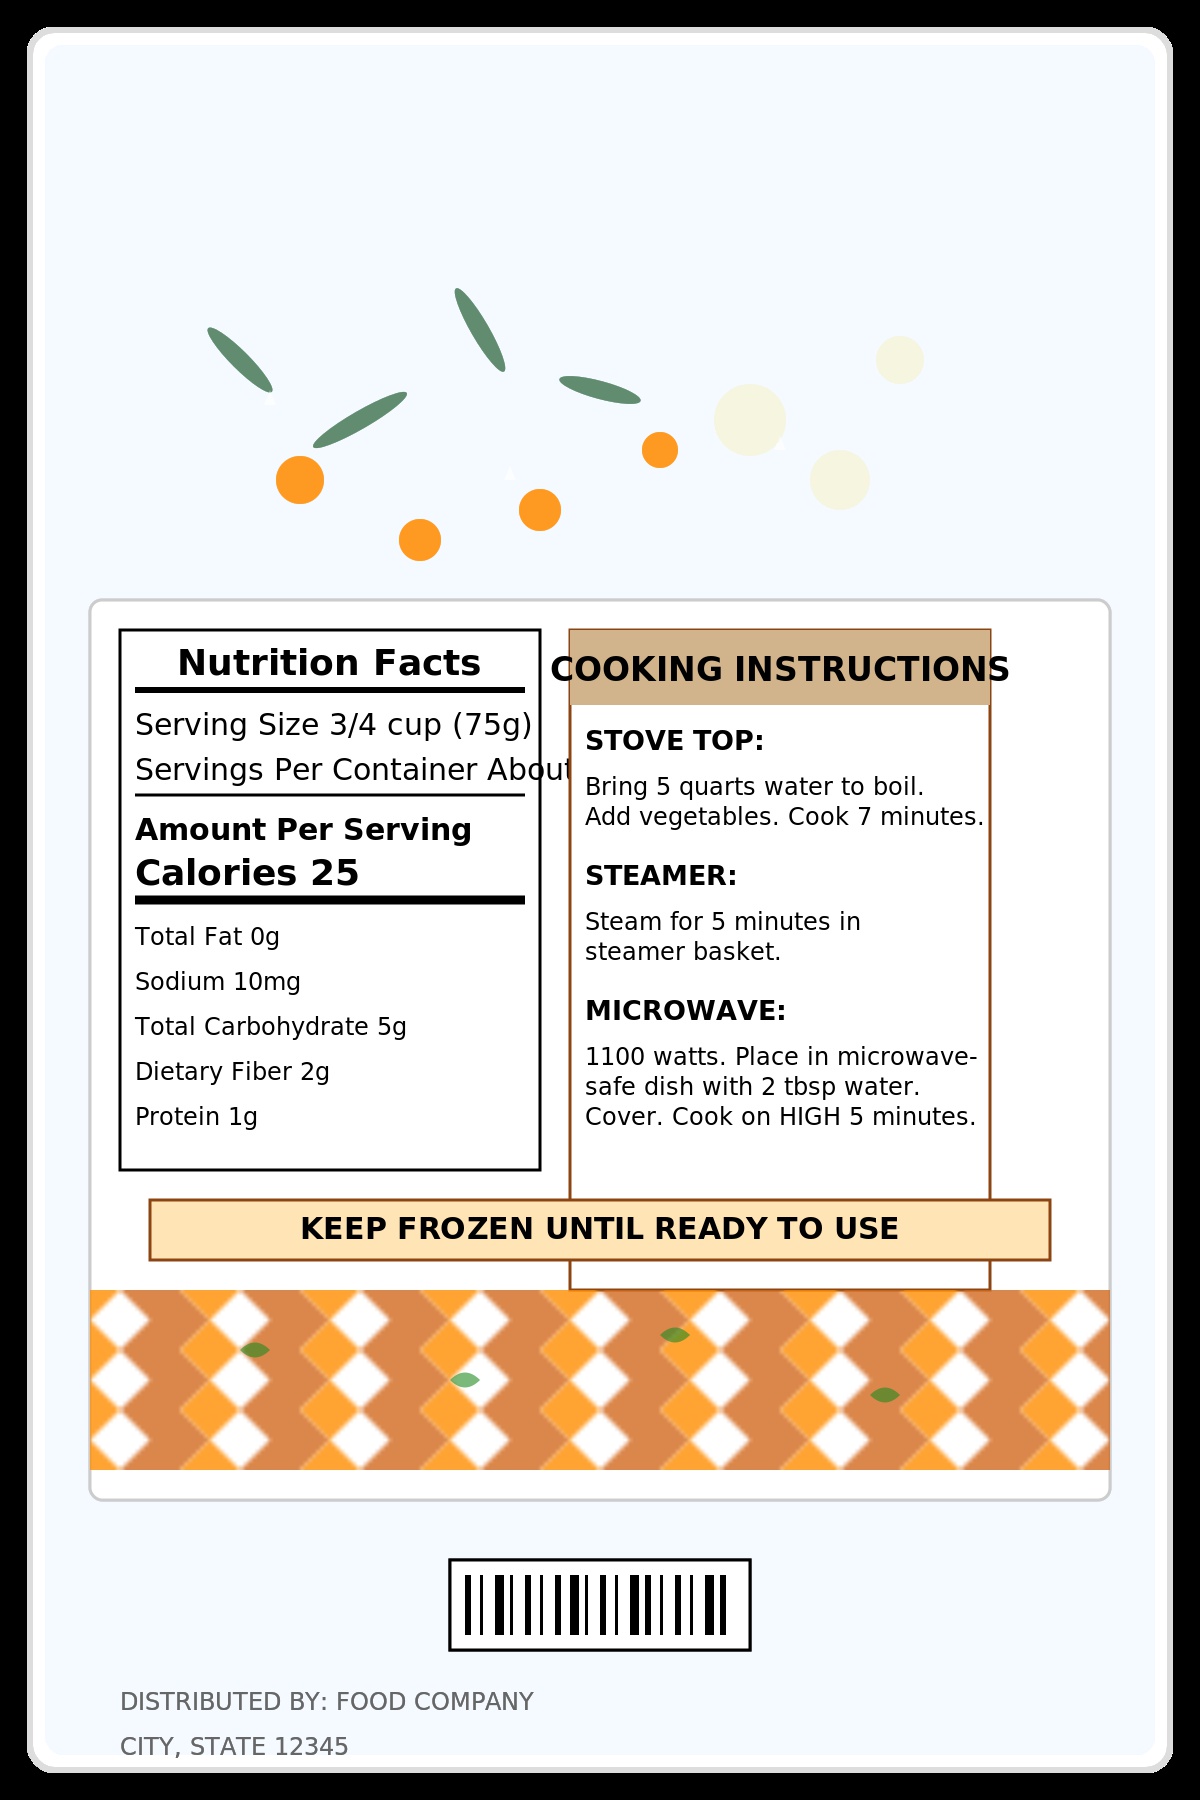 Nutrition Facts
Serving Size 3/4 cup (75g)
Servings Per Container About
Amount Per Serving
Calories 25
Total Fat 0g
Sodium 10mg
Total Carbohydrate 5g
Dietary Fiber 2g
Protein 1g
COOKING INSTRUCTIONS
STOVE TOP:
Bring 5 quarts water to boil.
Add vegetables. Cook 7 minutes.
STEAMER:
Steam for 5 minutes in
steamer basket.
MICROWAVE:
1100 watts. Place in microwave-
safe dish with 2 tbsp water.
Cover. Cook on HIGH 5 minutes.
KEEP FROZEN UNTIL READY TO USE
DISTRIBUTED BY: FOOD COMPANY
CITY, STATE 12345